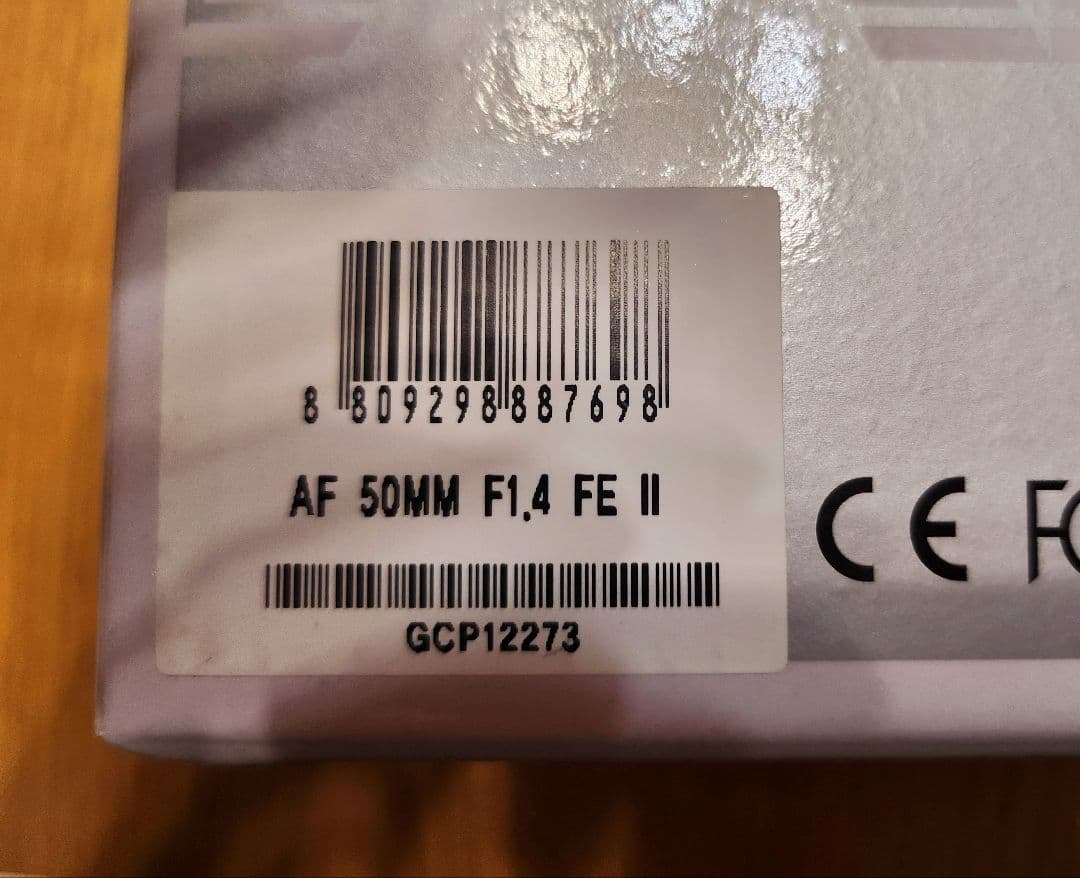 8 809298 887698
AF 50MM F1.4 FE II
GCP12273
CE FC